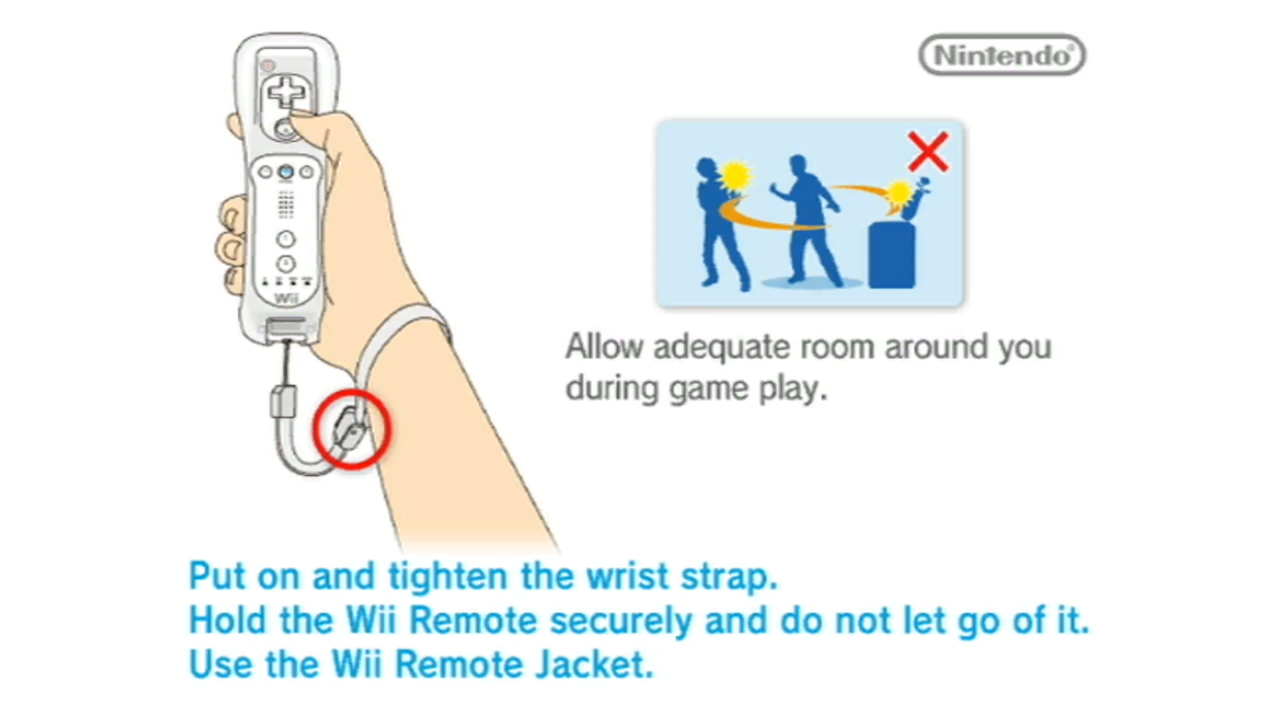 Nintendo®
Allow adequate room around you
during game play.
Wii
Put on and tighten the wrist strap.
Hold the Wii Remote securely and do not let go of it.
Use the Wii Remote Jacket.